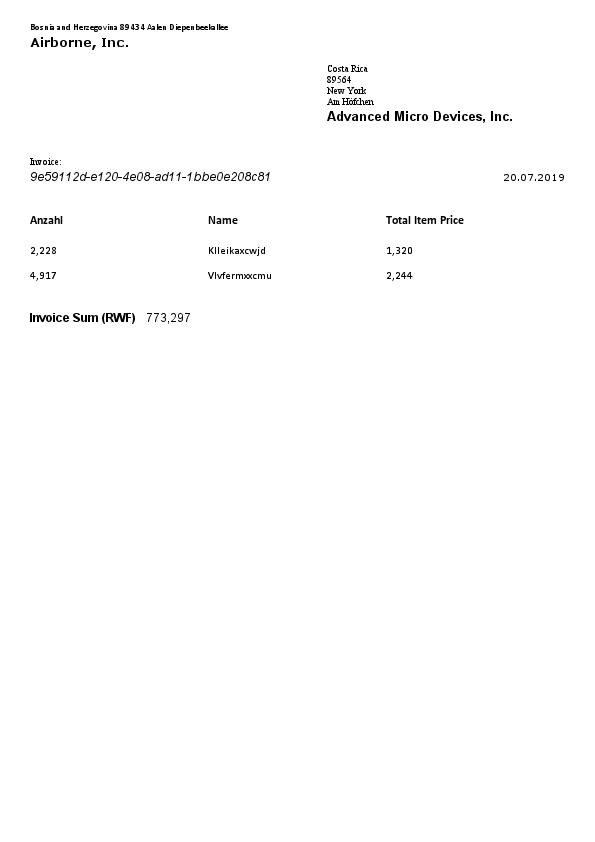 Bosnia and Herzegovina 89434 Aalen Diepenbeekallee
Airborne, Inc.
Costa Rica
89564
New York
Am Höfchen
Advanced Micro Devices, Inc.
Invoice:
9e59112d-e120-4e08-ad11-1bbe0e208c81 20.07.2019
Anzahl Name Total Item Price
2,228 Klleikaxcwjd 1,320
4,917 Vlvfermxxcmu 2,244
Invoice Sum (RWF) 773,297